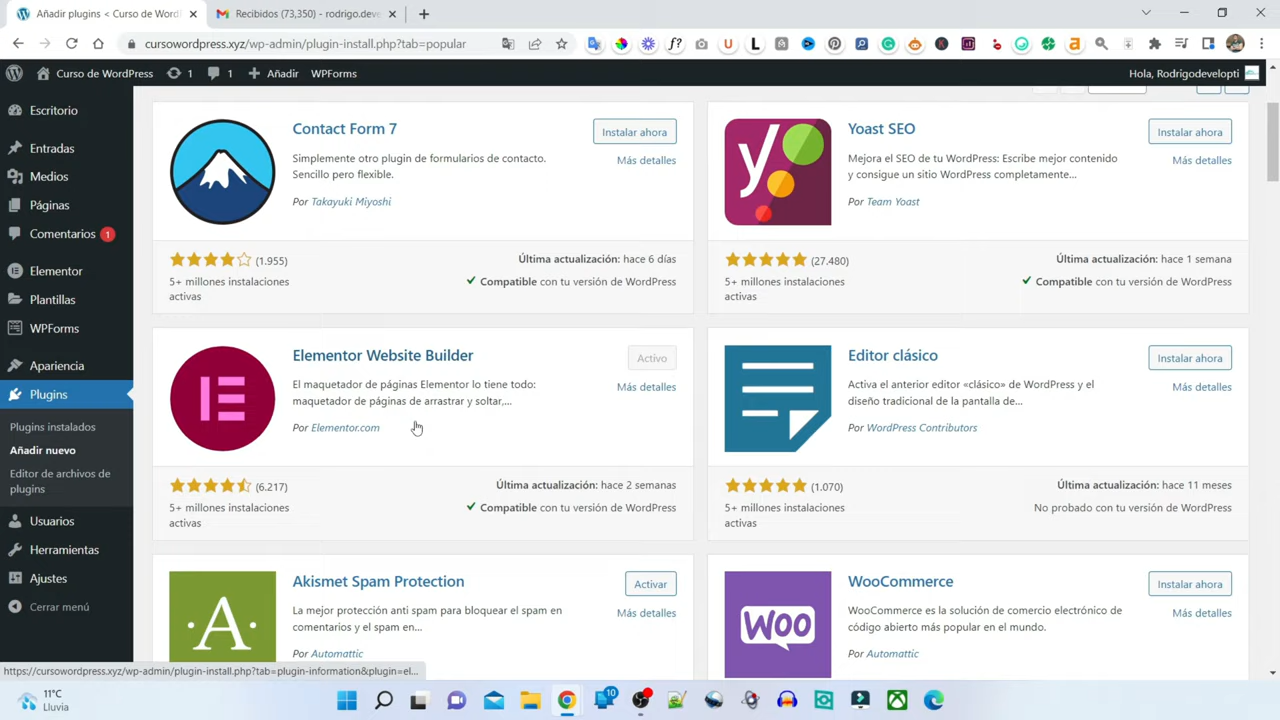 Añadir plugins < Curso de WordP
Recibidos (73,350) - rodrigo.deve
cursowordpress.xyz/wp-admin/plugin-install.php?tab=popular
Curso de WordPress
1
1
Añadir
WPForms
Hola, Rodrigodevelopti
Escritorio
Entradas
Medios
Páginas
Comentarios 1
Elementor
Plantillas
WPForms
Apariencia
Plugins
Plugins instalados
Añadir nuevo
Editor de archivos de
plugins
Usuarios
Herramientas
Ajustes
Cerrar menú
Contact Form 7
Instalar ahora
Simplemente otro plugin de formularios de contacto.
Sencillo pero flexible.
Más detalles
Por Takayuki Miyoshi
(1.955)
Última actualización: hace 6 días
5+ millones instalaciones
activas
Compatible con tu versión de WordPress
Yoast SEO
Instalar ahora
Mejora el SEO de tu WordPress: Escribe mejor contenido
y consigue un sitio WordPress completamente...
Más detalles
Por Team Yoast
(27.480)
Última actualización: hace 1 semana
5+ millones instalaciones
activas
Compatible con tu versión de WordPress
Elementor Website Builder
Activo
El maquetador de páginas Elementor lo tiene todo:
maquetador de páginas de arrastrar y soltar,...
Más detalles
Por Elementor.com
(6.217)
Última actualización: hace 2 semanas
5+ millones instalaciones
activas
Compatible con tu versión de WordPress
Editor clásico
Instalar ahora
Activa el anterior editor «clásico» de WordPress y el
diseño tradicional de la pantalla de...
Más detalles
Por WordPress Contributors
(1.070)
Última actualización: hace 11 meses
5+ millones instalaciones
activas
No probado con tu versión de WordPress
Akismet Spam Protection
Activar
La mejor protección anti spam para bloquear el spam en
comentarios y el spam en...
Más detalles
Por Automattic
WOO
WooCommerce
Instalar ahora
WooCommerce es la solución de comercio electrónico de
código abierto más popular en el mundo.
Más detalles
Por Automattic
https://cursowordpress.xyz/wp-admin/plugin-install.php?tab=plugin-information&plugin=el...
11°C
Lluvia
10